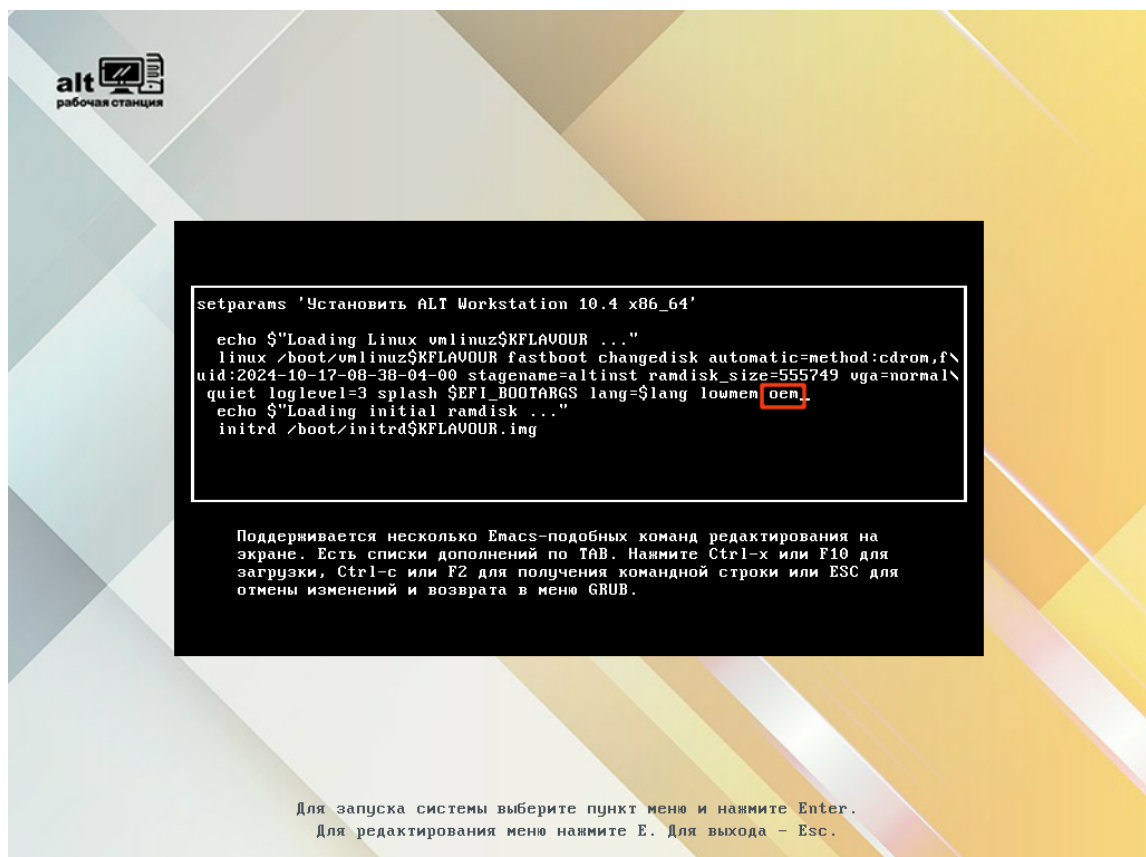 alt
рабочая станция
setparams 'Установить ALT Workstation 10.4 x86_64'
echo $"Loading Linux vmlinuz$KFLAVOUR ..."
linux /boot/vmlinuz$KFLAVOUR fastboot changedisk automatic=method:cdrom,f\
uid:2024-10-17-08-38-04-00 stagename=altinst ramdisk_size=555749 vga=normal\
quiet loglevel=3 splash $EFI_BOOTARGS lang=$lang lowmem oem_
echo $"Loading initial ramdisk ..."
initrd /boot/initrd$KFLAVOUR.img
Поддерживается несколько Emacs-подобных команд редактирования на
экране. Есть списки дополнений по TAB. Нажмите Ctrl-x или F10 для
загрузки, Ctrl-c или F2 для получения командной строки или ESC для
отмены изменений и возврата в меню GRUB.
Для запуска системы выберите пункт меню и нажмите Enter.
Для редактирования меню нажмите E. Для выхода - Esc.